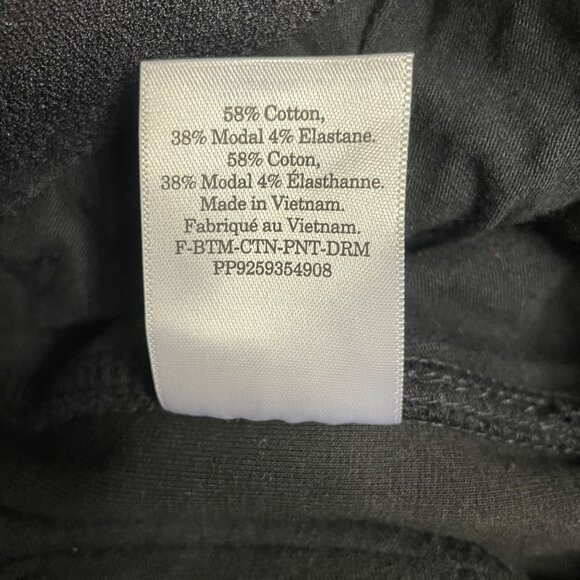 58% Cotton,
38% Modal 4% Elastane.
58% Coton,
38% Modal 4% Élasthanne.
Made in Vietnam.
Fabriqué au Vietnam.
F-BTM-CTN-PNT-DRM
PP9259354908